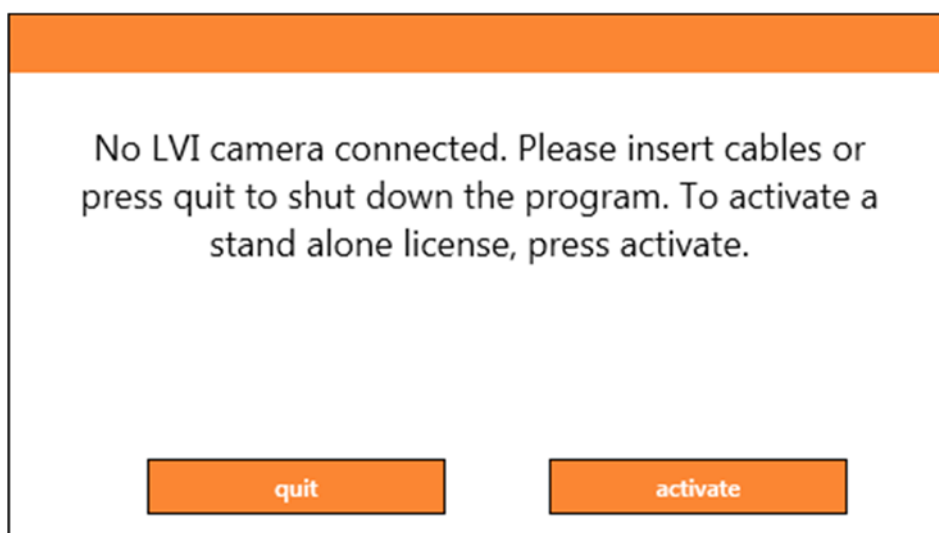 No LVI camera connected. Please insert cables or
press quit to shut down the program. To activate a
stand alone license, press activate.
quit
activate